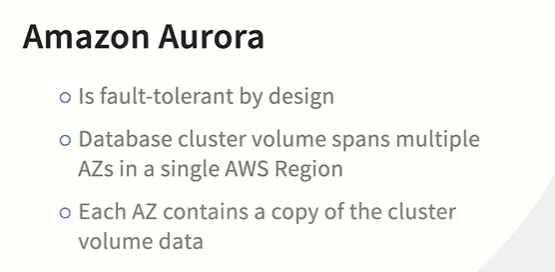 Amazon Aurora
Is fault-tolerant by design
Database cluster volume spans multiple
AZs in a single AWS Region
Each AZ contains a copy of the cluster
volume data